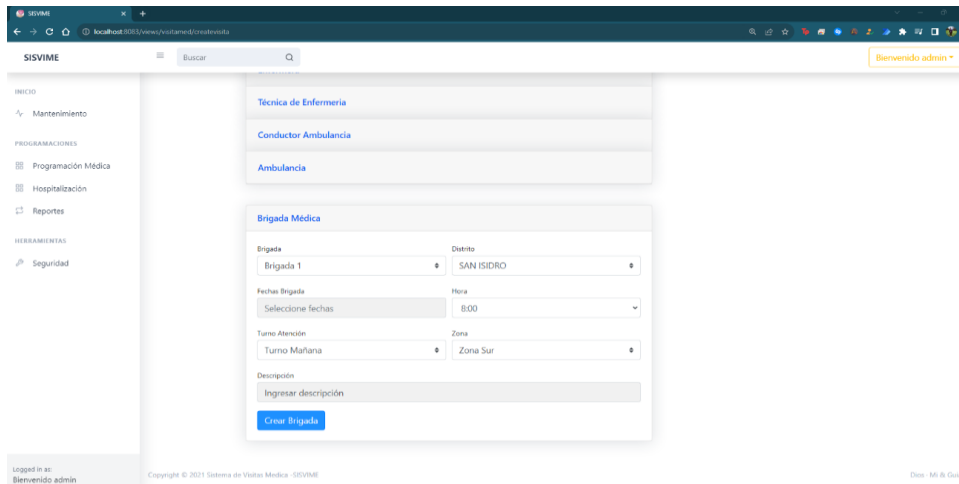 SISVIME
localhost:8083/views/visitamed/createvisita
SISVIME
Buscar
Bienvenido admin
INICIO
Mantenimiento
PROGRAMACIONES
Programación Médica
Hospitalización
Reportes
HERRAMIENTAS
Seguridad
Logged in as:
Bienvenido admin
Técnica de Enfermeria
Conductor Ambulancia
Ambulancia
Brigada Médica
Brigada Distrito
Brigada 1 SAN ISIDRO
Fechas Brigada Hora
Seleccione fechas 8:00
Turno Atención Zona
Turno Mañana Zona Sur
Descripción
Ingresar descripción
Crear Brigada
Copyright © 2021 Sistema de Visitas Medica -SISVIME